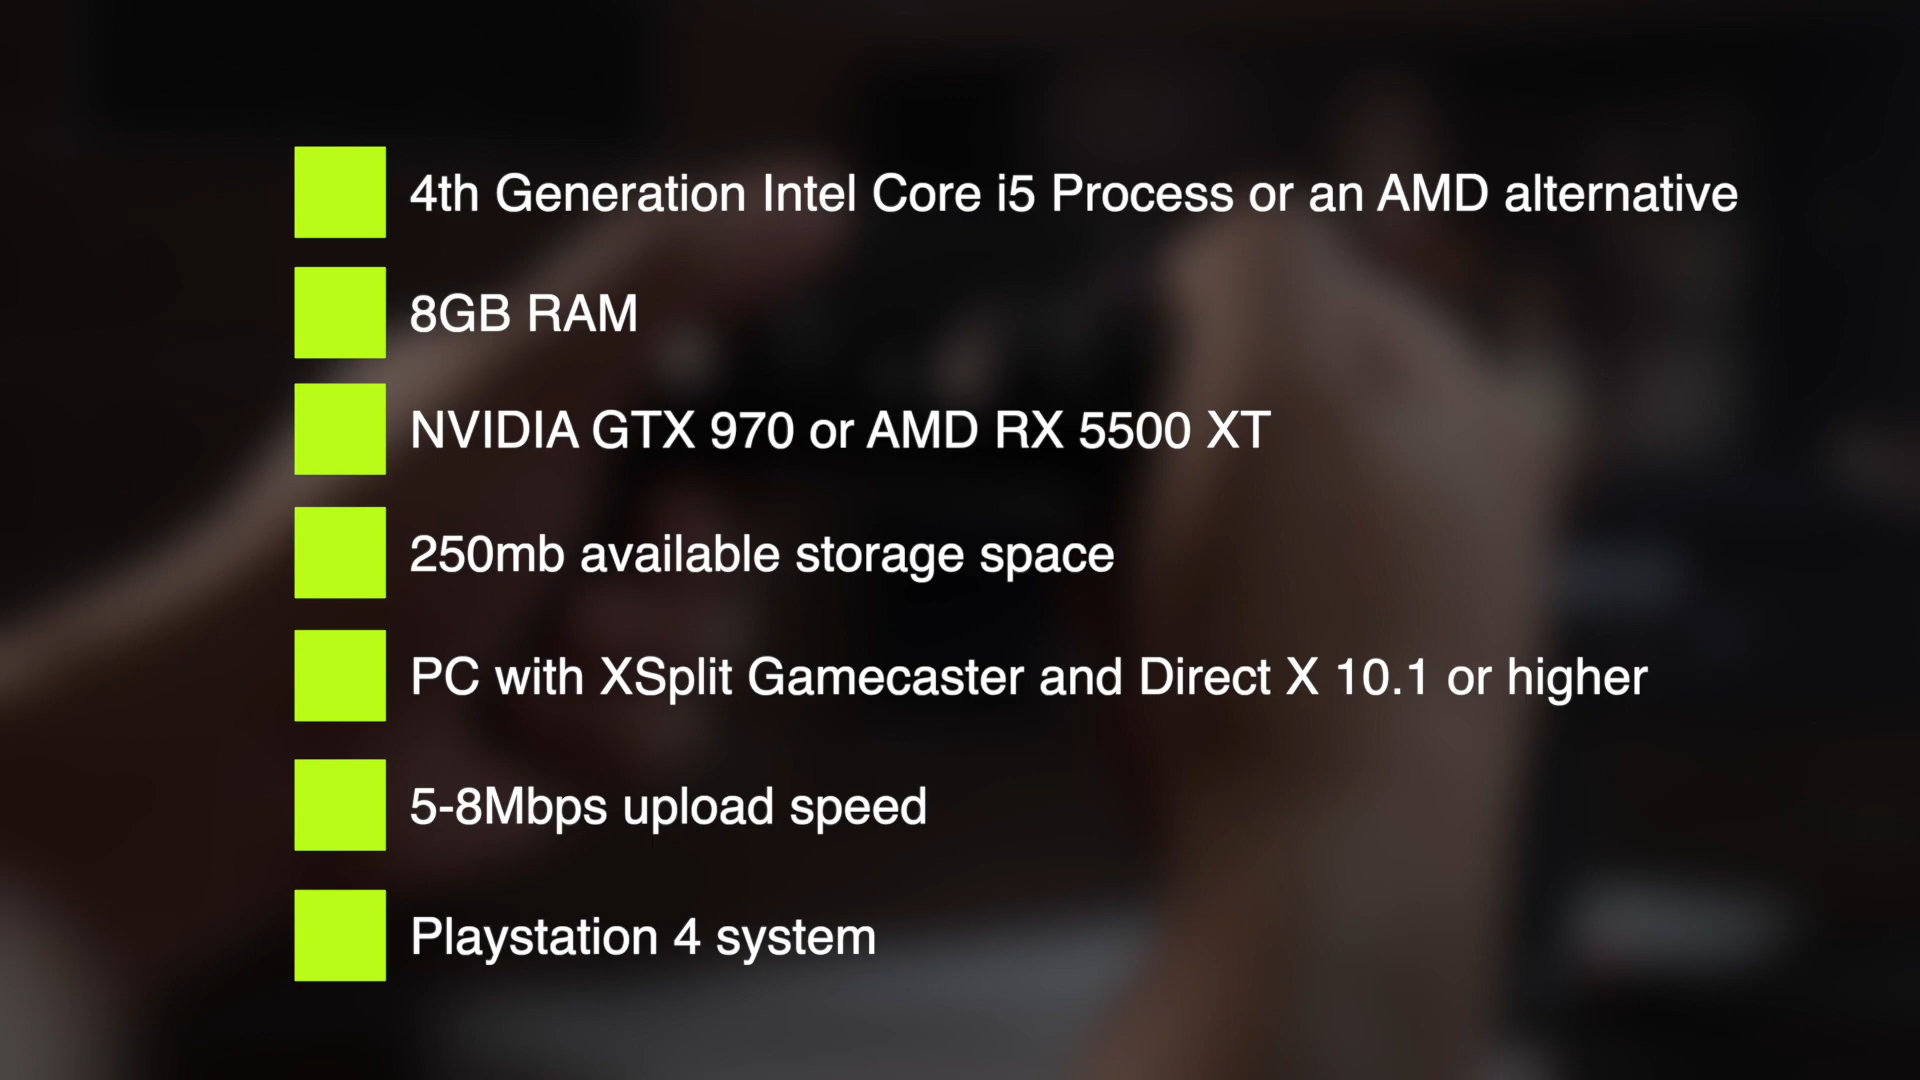 4th Generation Intel Core i5 Process or an AMD alternative
8GB RAM
NVIDIA GTX 970 or AMD RX 5500 XT
250mb available storage space
PC with XSplit Gamecaster and Direct X 10.1 or higher
5-8Mbps upload speed
Playstation 4 system